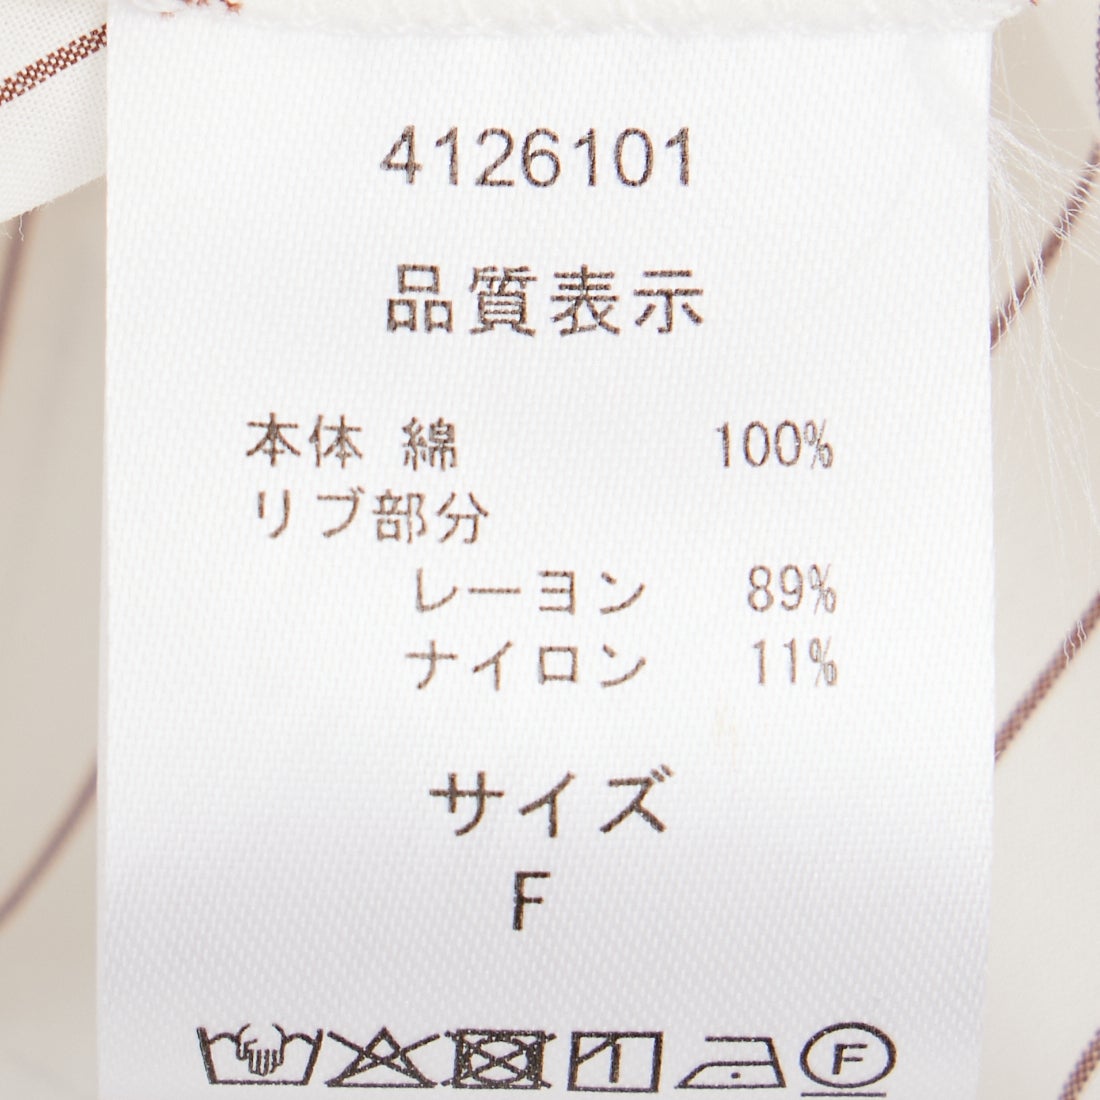 4126101
品質表示
本体 綿 100%
リブ部分
レーヨン 89%
ナイロン 11%
サイズ
F
F